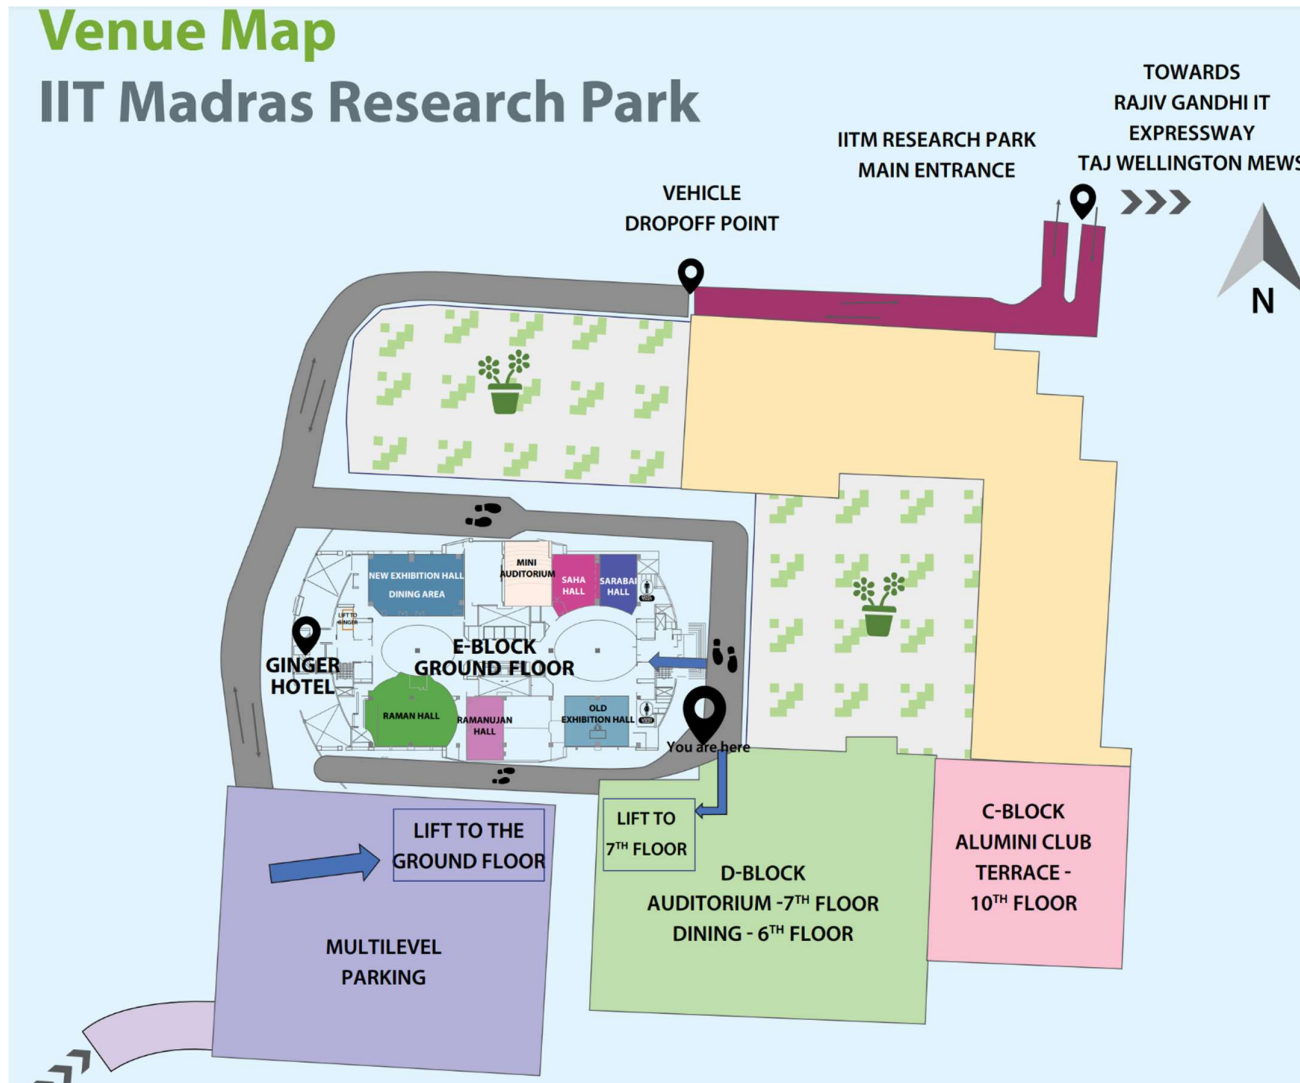 Venue Map
IIT Madras Research Park
TOWARDS
RAJIV GANDHI IT
EXPRESSWAY
TAJ WELLINGTON MEWS
IITM RESEARCH PARK
MAIN ENTRANCE
VEHICLE
DROPOFF POINT
N
NEW EXHIBITION HALL
DINING AREA
MINI
AUDITORIUM
SAHA
HALL
SARABAI
HALL
LIFT TO
GINGER
GINGER
HOTEL
E-BLOCK
GROUND FLOOR
RAMAN HALL
RAMANUJAN
HALL
OLD
EXHIBITION HALL
You are here
LIFT TO THE
GROUND FLOOR
MULTILEVEL
PARKING
LIFT TO
7TH FLOOR
D-BLOCK
AUDITORIUM -7TH FLOOR
DINING - 6TH FLOOR
C-BLOCK
ALUMINI CLUB
TERRACE -
10TH FLOOR